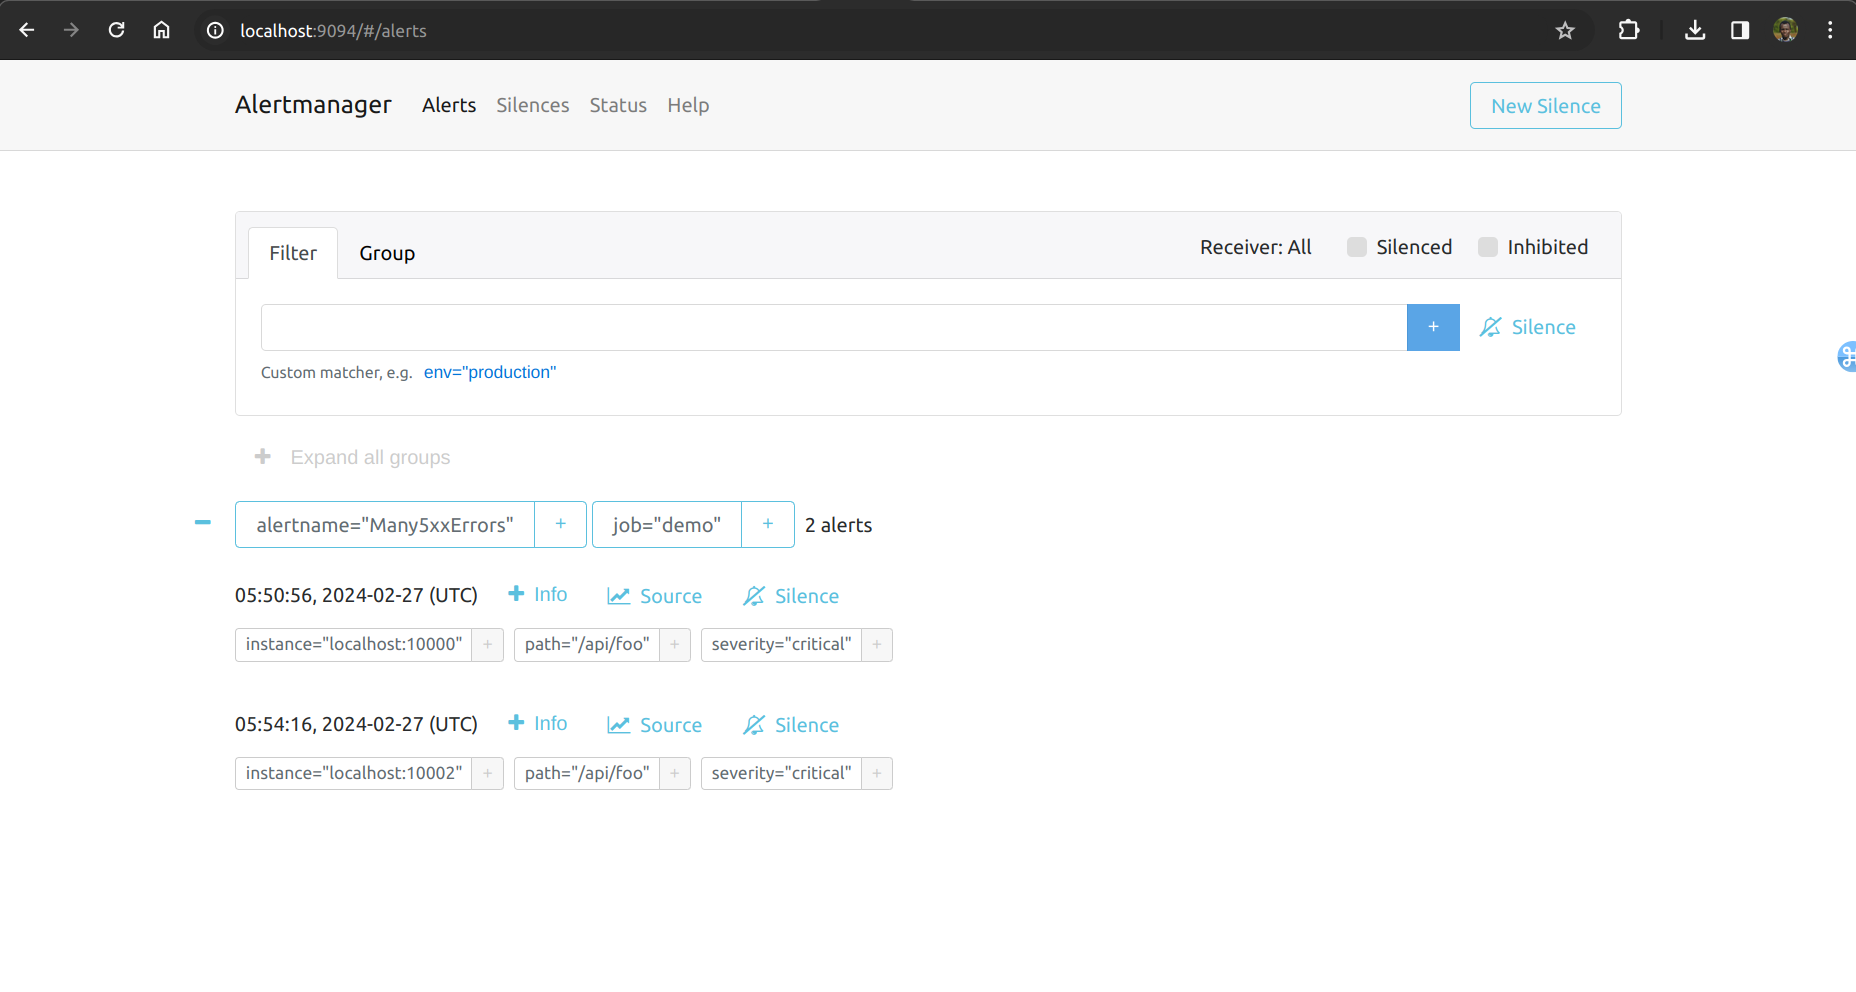 localhost:9094/#/alerts
Alertmanager Alerts Silences Status Help New Silence
Filter Group Receiver: All Silenced Inhibited
+ Silence
Custom matcher, e.g. env="production"
+ Expand all groups
alertname="Many5xxErrors" + job="demo" + 2 alerts
05:50:56, 2024-02-27 (UTC) + Info Source Silence
instance="localhost:10000" + path="/api/foo" + severity="critical" +
05:54:16, 2024-02-27 (UTC) + Info Source Silence
instance="localhost:10002" + path="/api/foo" + severity="critical" +